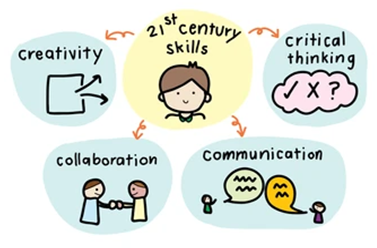 21st century
skills
creativity
critical
thinking
✓ X ?
collaboration
communication